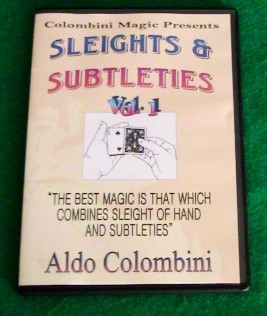 Colombini Magic Presents
SLEIGHTS &
SUBTLETIES
Vol. 1
"THE BEST MAGIC IS THAT WHICH
COMBINES SLEIGHT OF HAND
AND SUBTLETIES"
Aldo Colombini